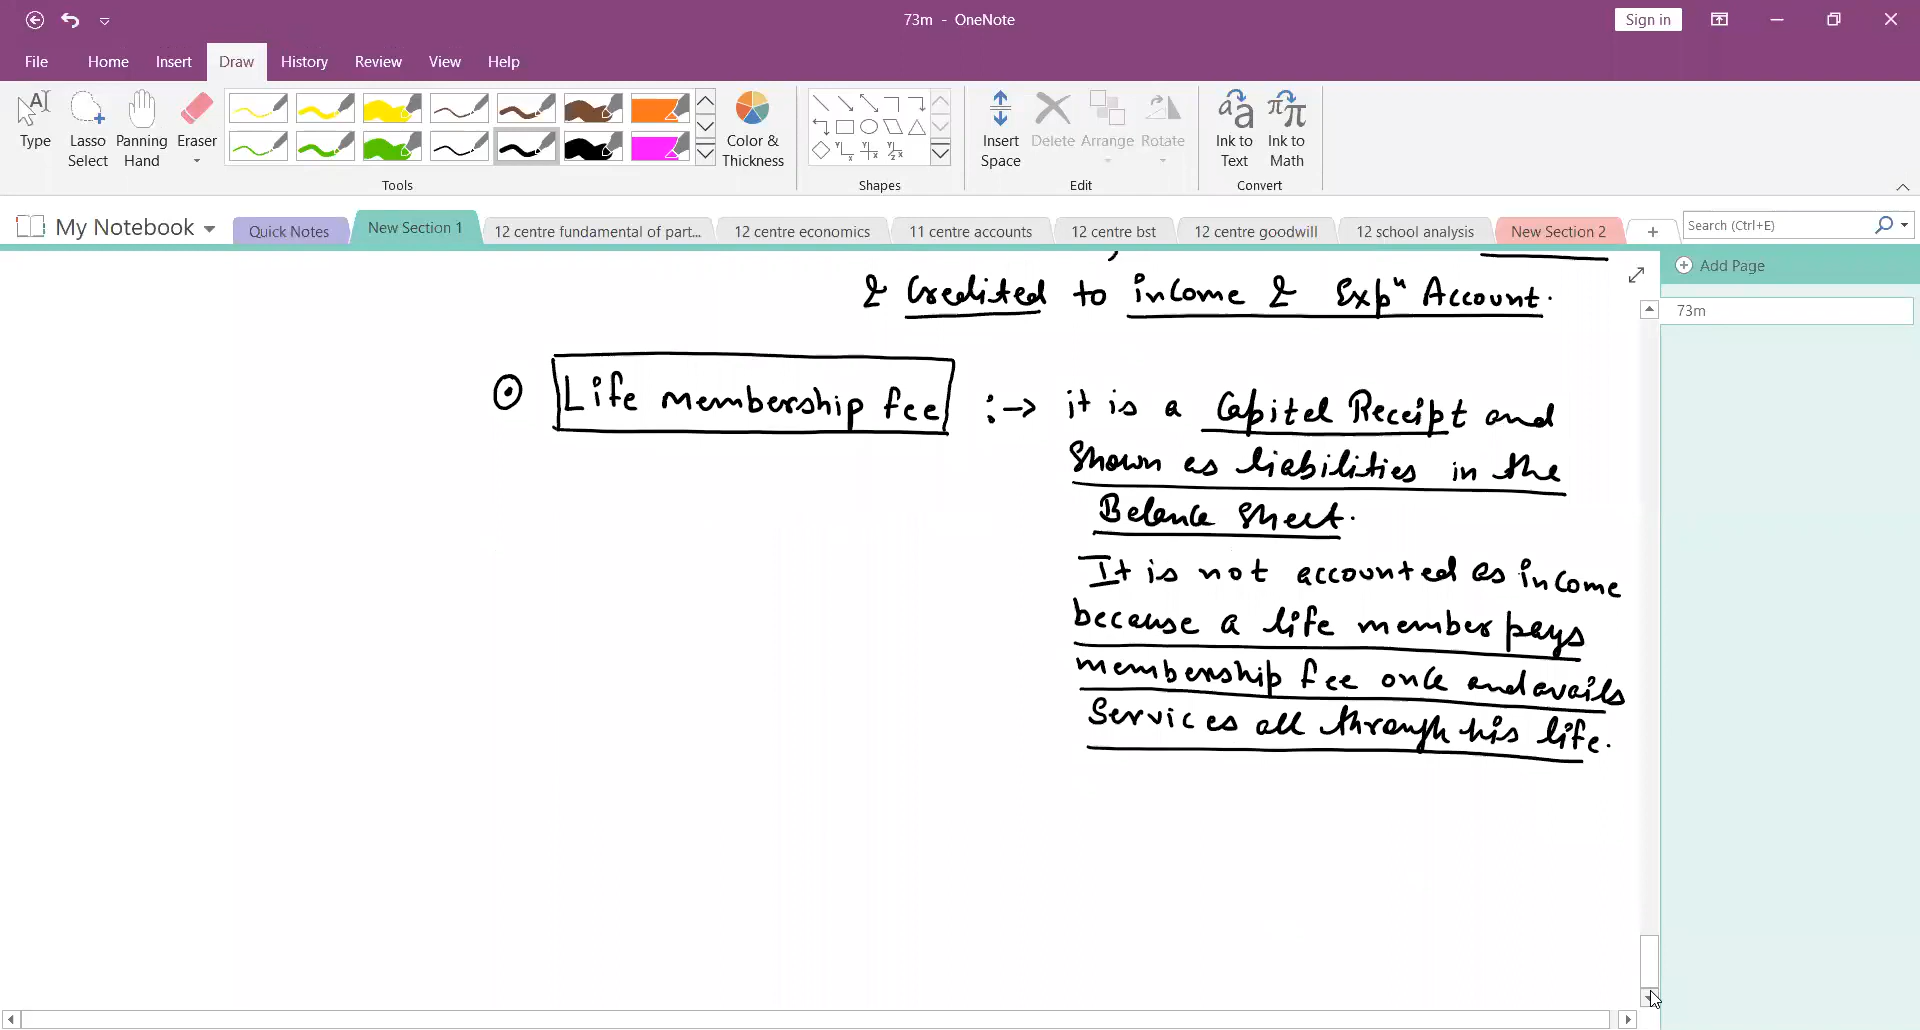 73m - OneNote
Sign in
File Home Insert Draw History Review View Help
Type
Lasso Select
Panning Hand
Eraser
Color & Thickness
Insert Space
Delete
Arrange
Rotate
Ink to Text
Ink to Math
Tools
Shapes
Edit
Convert
My Notebook
Quick Notes
New Section 1
12 centre fundamental of part...
12 centre economics
11 centre accounts
12 centre bst
12 centre goodwill
12 school analysis
New Section 2
Search (Ctrl+E)
Add Page
73m
& Credited to income & Expⁿ Account.
Life membership fee :→ it is a Capital Receipt and
Shown as liabilities in the
Balance Sheet.
It is not accounted as income
because a life member pays
membership fee once and avails
Services all through his life.